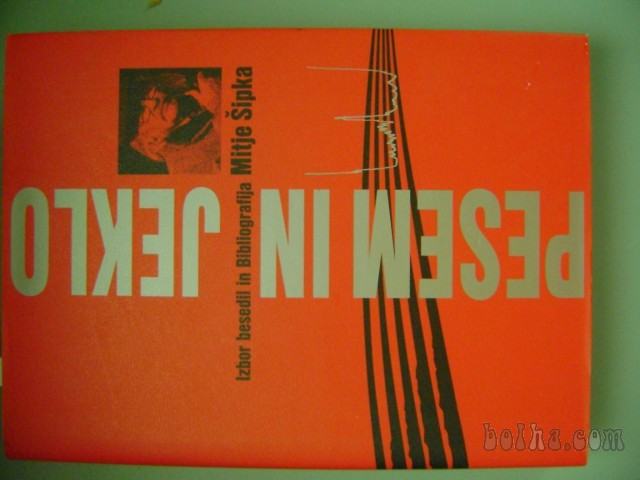 PESEM IN JEKLO
Izbor besedil in Bibliografija Mitje Šipka
bolha.com